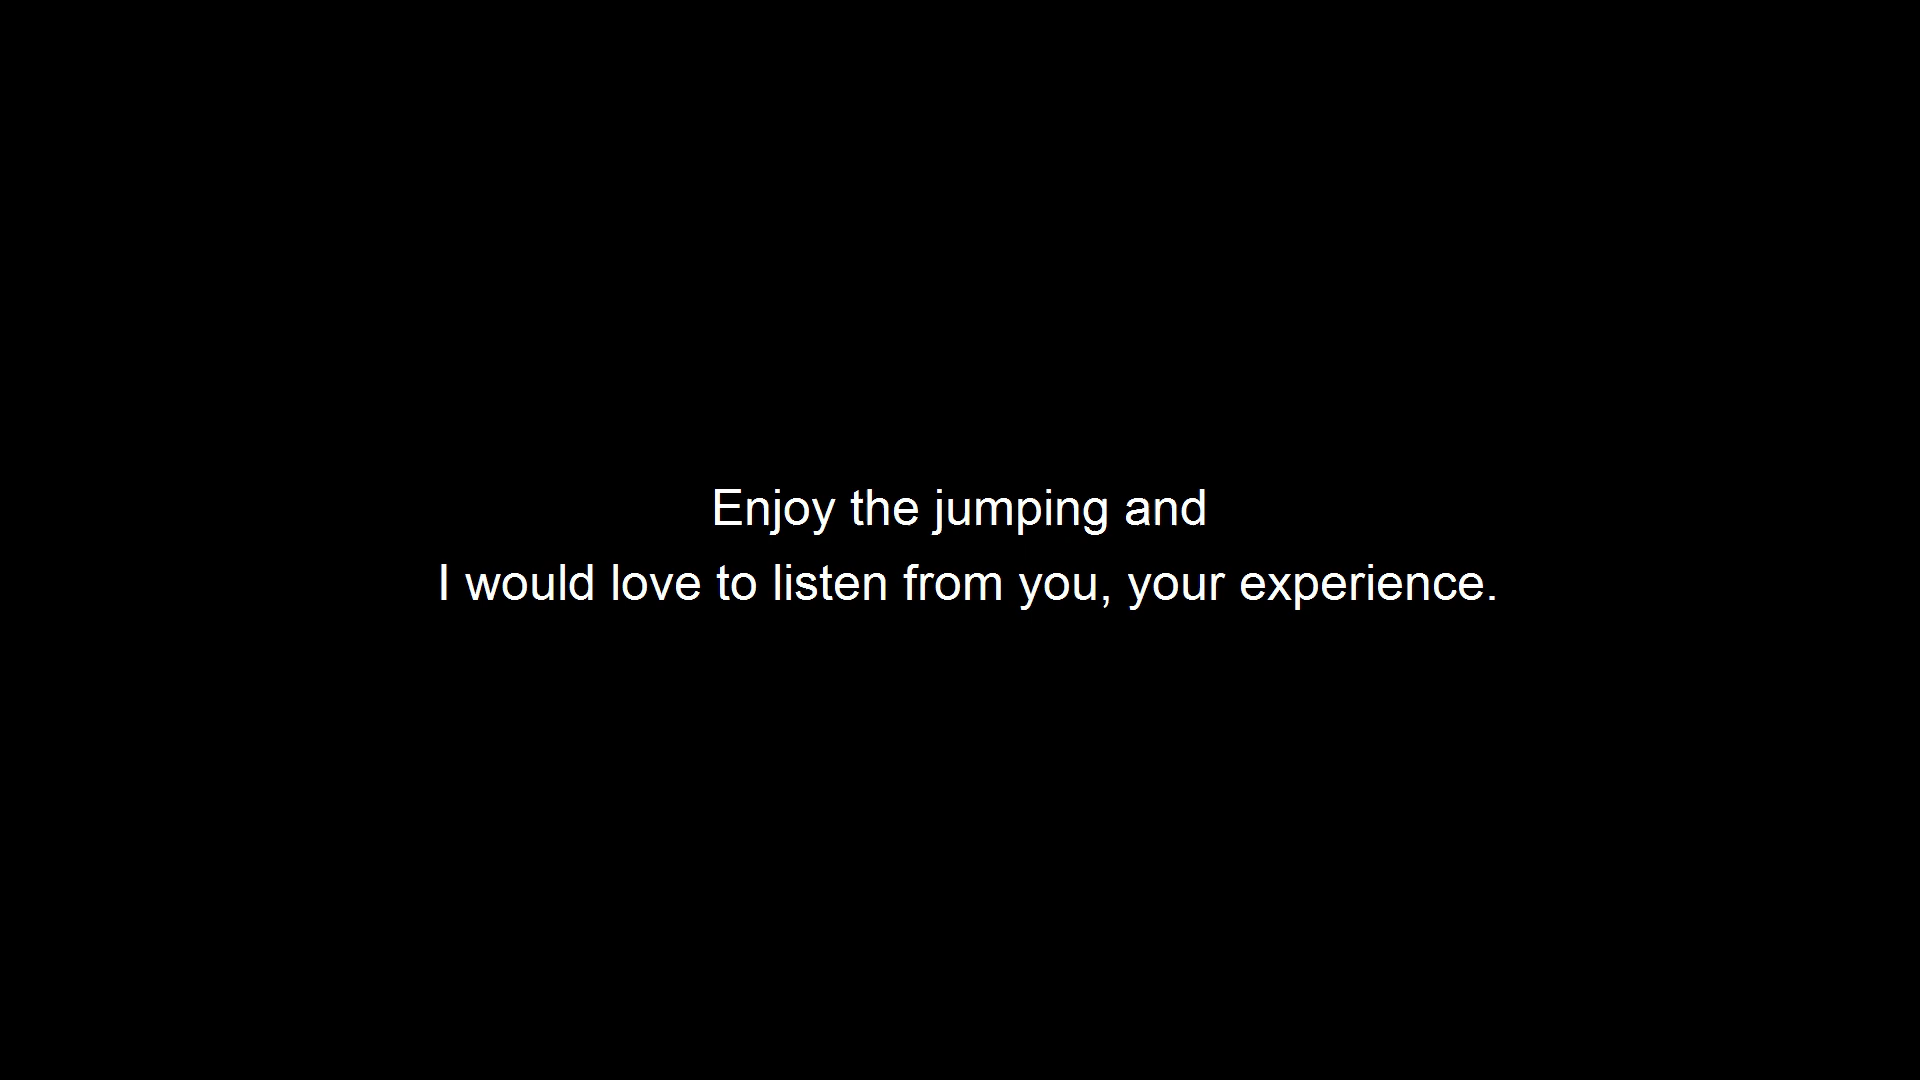 Enjoy the jumping and
I would love to listen from you, your experience.